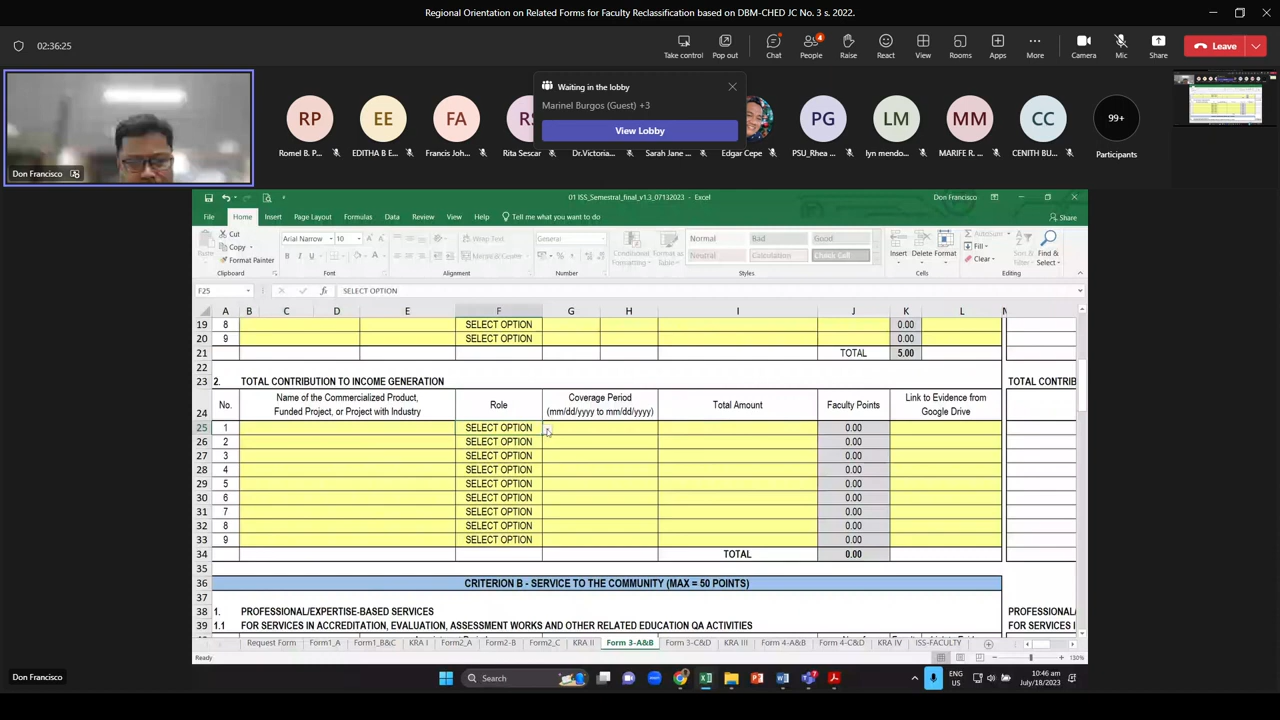 Regional Orientation on Related Forms for Faculty Reclassification based on DBM-CHED JC No. 3 s. 2022.
02:36:25
Take control
Pop out
Chat
4
People
Raise
React
View
Rooms
Apps
More
Camera
Mic
Share
Leave
Waiting in the lobby
Marinel Burgos (Guest) +3
View Lobby
Don Francisco
RP
EE
FA
PG
LM
MM
CC
99+
Romel B. P...
EDITHA B E...
Francis Joh...
Rita Sescar
Dr.Victoria...
Sarah Jane ...
Edgar Cepe
PSU_Rhea ...
lyn mendo...
MARIFE R. ...
CENITH BU...
Participants
01 ISS_Semestral_final_v1.3_07132023 - Excel
Don Francisco
File
Home
Insert
Page Layout
Formulas
Data
Review
View
Help
Tell me what you want to do
Share
Paste
Cut
Copy
Format Painter
Clipboard
Arial Narrow
10
Font
Wrap Text
Alignment
General
Number
Conditional Formatting
Format as Table
Normal
Bad
Good
Neutral
Calculation
Check Cell
Styles
Insert
Delete
Format
Cells
AutoSum
Fill
Clear
Sort & Filter
Find & Select
Editing
F25
SELECT OPTION
A B C D E F G H I J K L
19 8 SELECT OPTION 0.00
20 9 SELECT OPTION 0.00
21 TOTAL 5.00
22
23 2. TOTAL CONTRIBUTION TO INCOME GENERATION TOTAL CONTRIB
24 No. Name of the Commercialized Product, Funded Project, or Project with Industry Role Coverage Period (mm/dd/yyyy to mm/dd/yyyy) Total Amount Faculty Points Link to Evidence from Google Drive
25 1 SELECT OPTION 0.00
26 2 SELECT OPTION 0.00
27 3 SELECT OPTION 0.00
28 4 SELECT OPTION 0.00
29 5 SELECT OPTION 0.00
30 6 SELECT OPTION 0.00
31 7 SELECT OPTION 0.00
32 8 SELECT OPTION 0.00
33 9 SELECT OPTION 0.00
34 TOTAL 0.00
35
36 CRITERION B - SERVICE TO THE COMMUNITY (MAX = 50 POINTS)
37
38 1. PROFESSIONAL/EXPERTISE-BASED SERVICES PROFESSIONAL/
39 1.1 FOR SERVICES IN ACCREDITATION, EVALUATION, ASSESSMENT WORKS AND OTHER RELATED EDUCATION QA ACTIVITIES FOR SERVICES I
Request Form
Form1_A
Form1_B&C
KRA I
Form2_A
Form2-B
Form2_C
KRA II
Form 3-A&B
Form 3-C&D
KRA III
Form 4-A&B
Form 4-C&D
KRA IV
ISS-FACULTY
Ready
130%
Don Francisco
Search
ENG
US
10:46 am
July/18/2023